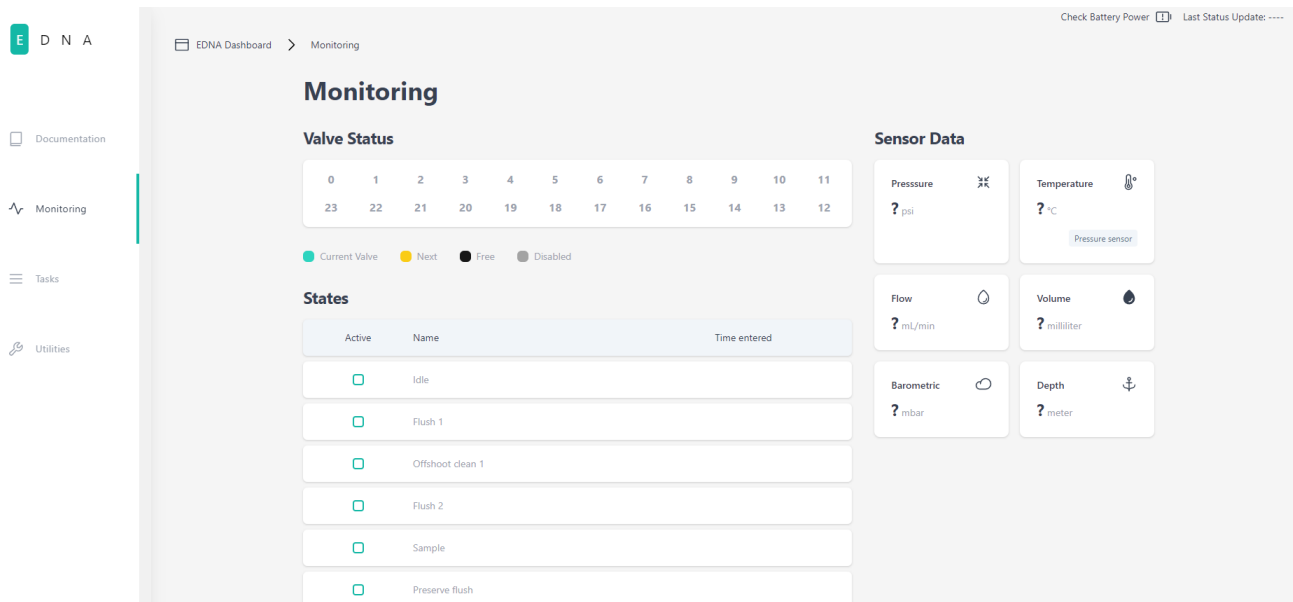 Check Battery Power Last Status Update: ----
E D N A
EDNA Dashboard > Monitoring
Monitoring
Documentation
Monitoring
Tasks
Utilities
Valve Status
0 1 2 3 4 5 6 7 8 9 10 11
23 22 21 20 19 18 17 16 15 14 13 12
Current Valve Next Free Disabled
States
Active Name Time entered
Idle
Flush 1
Offshoot clean 1
Flush 2
Sample
Preserve flush
Sensor Data
Presssure
? psi
Temperature
? °C
Pressure sensor
Flow
? mL/min
Volume
? milliliter
Barometric
? mbar
Depth
? meter